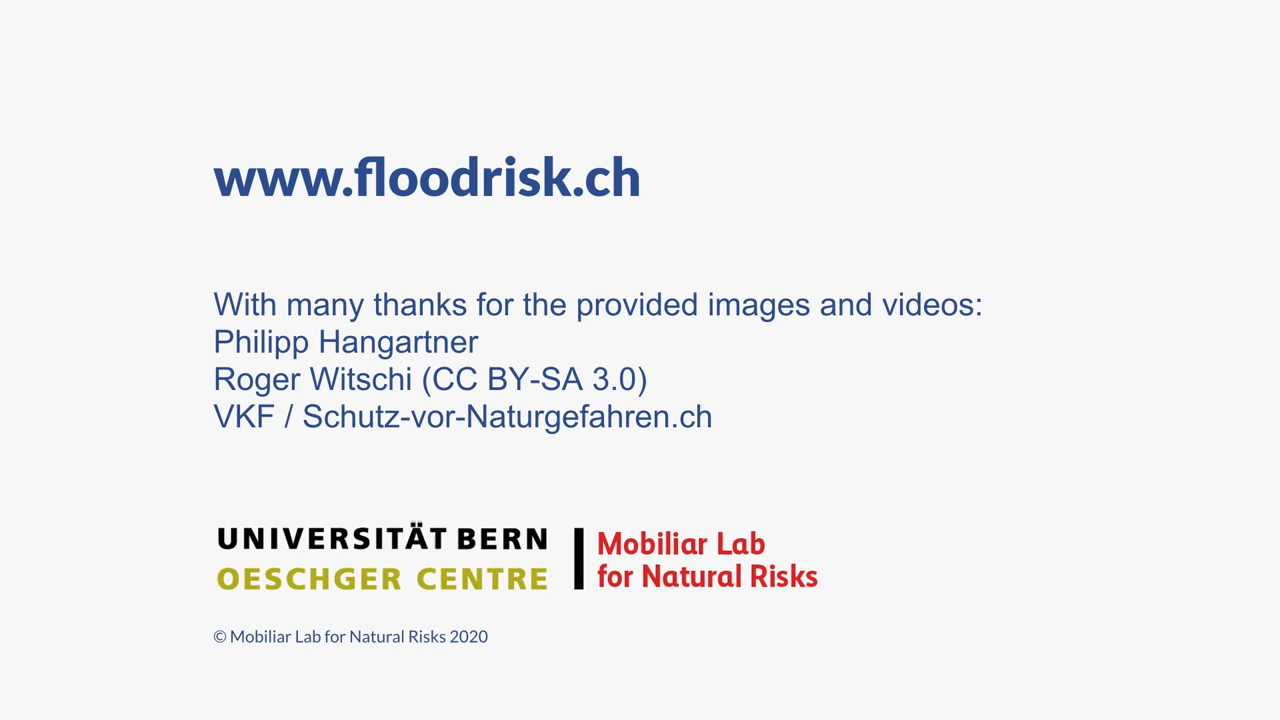 www.floodrisk.ch
With many thanks for the provided images and videos:
Philipp Hangartner
Roger Witschi (CC BY-SA 3.0)
VKF / Schutz-vor-Naturgefahren.ch
UNIVERSITÄT BERN
OESCHGER CENTRE
Mobiliar Lab
for Natural Risks
© Mobiliar Lab for Natural Risks 2020